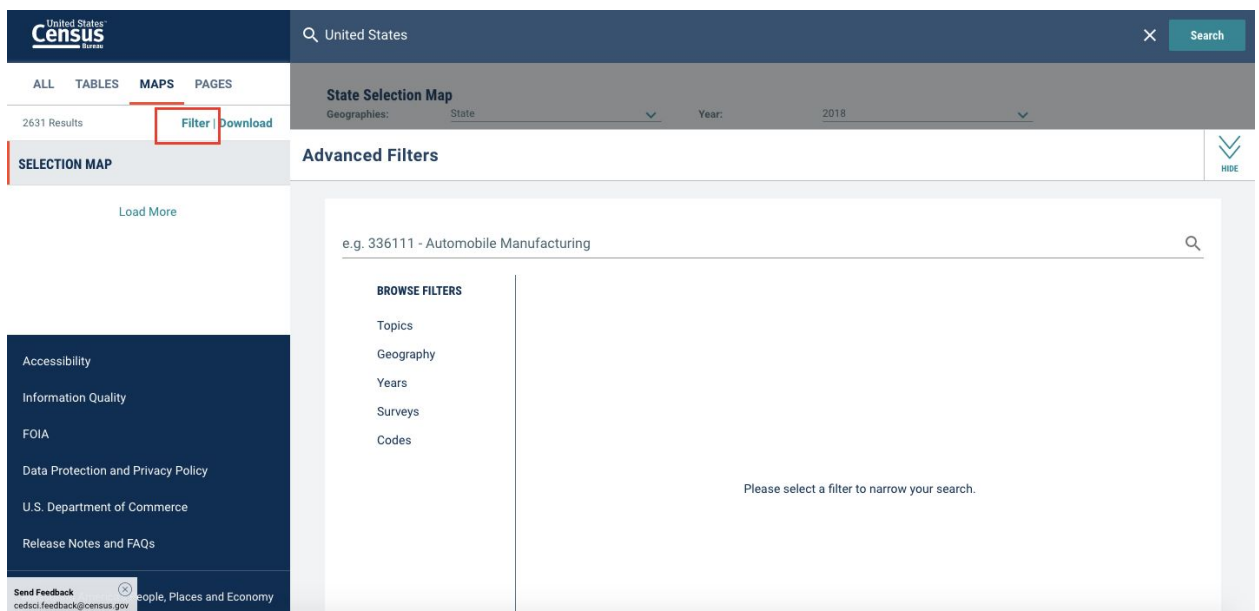 United States®
Census
Bureau
United States
Search
ALL TABLES MAPS PAGES
2631 Results
Filter | Download
SELECTION MAP
Load More
State Selection Map
Geographies: State Year: 2018
Advanced Filters
HIDE
e.g. 336111 - Automobile Manufacturing
BROWSE FILTERS
Topics
Geography
Years
Surveys
Codes
Please select a filter to narrow your search.
Accessibility
Information Quality
FOIA
Data Protection and Privacy Policy
U.S. Department of Commerce
Release Notes and FAQs
Send Feedback
cedsci.feedback@census.gov
eople, Places and Economy